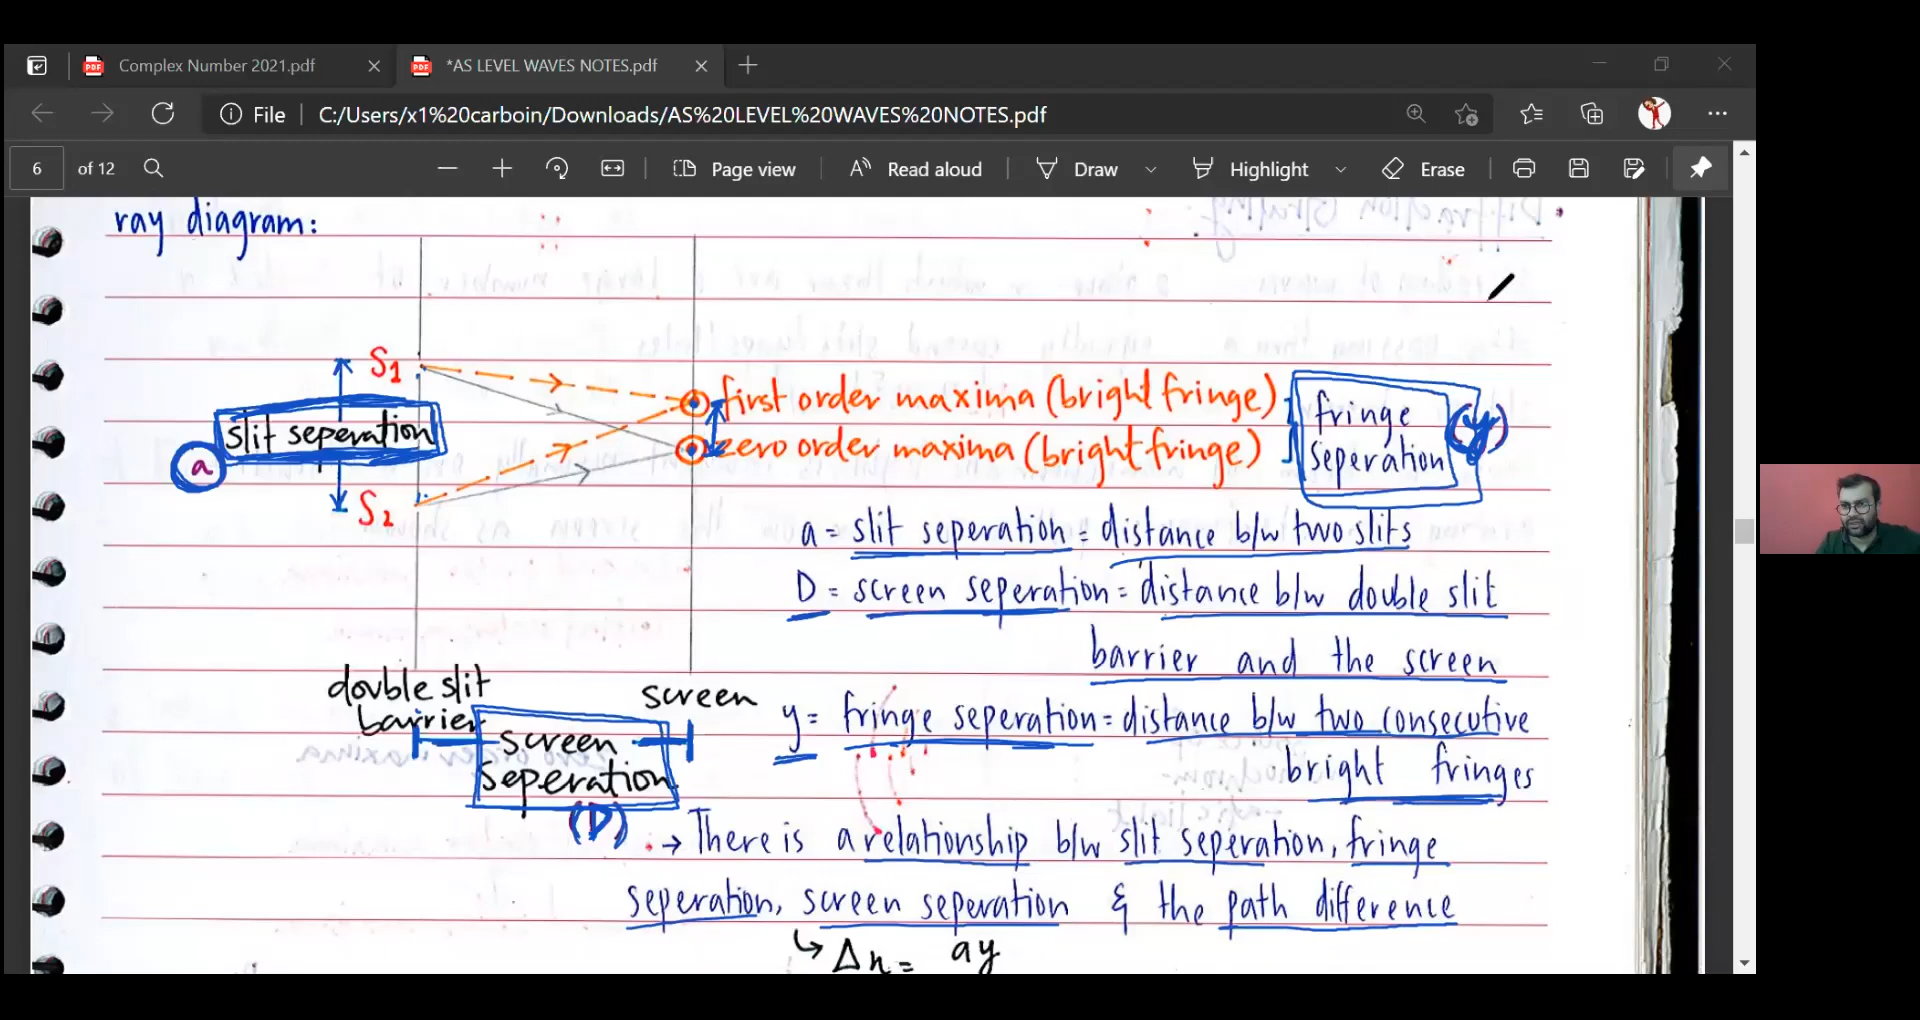 Complex Number 2021.pdf
*AS LEVEL WAVES NOTES.pdf
File
C:/Users/x1%20carboin/Downloads/AS%20LEVEL%20WAVES%20NOTES.pdf
6 of 12
Page view
Read aloud
Draw
Highlight
Erase
ray diagram:
S1
slit seperation
a
S2
first order maxima (bright fringe)
zero order maxima (bright fringe)
fringe
seperation
(y)
a = slit seperation = distance b/w two slits
D = screen seperation = distance b/w double slit
barrier and the screen
double slit
barrier
screen
screen
seperation
(D)
y = fringe seperation = distance b/w two consecutive
bright fringes
→ There is a relationship b/w slit seperation, fringe
seperation, screen seperation & the path difference
↳ Δx = ay